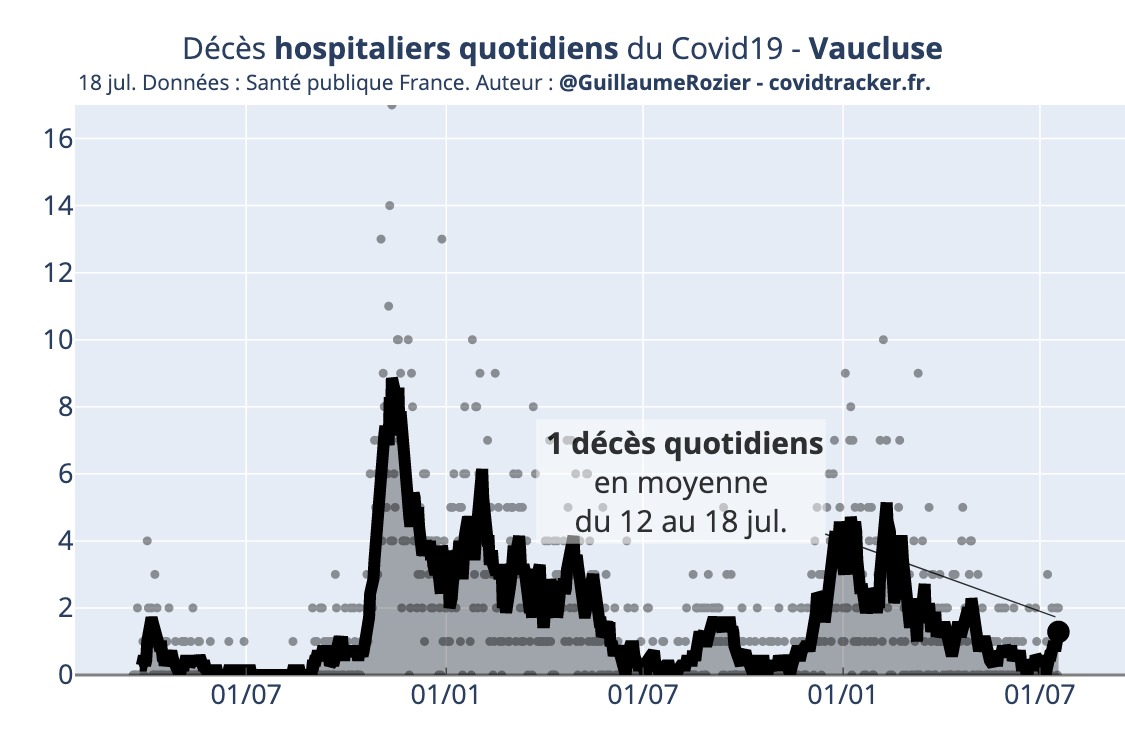 Décès hospitaliers quotidiens du Covid19 - Vaucluse
18 jul. Données : Santé publique France. Auteur : @GuillaumeRozier - covidtracker.fr.
16
14
12
10
8
1 décès quotidiens
6
en moyenne
du 12 au 18 jul.
4
2
0
01/07
01/01
01/07
01/01
01/07